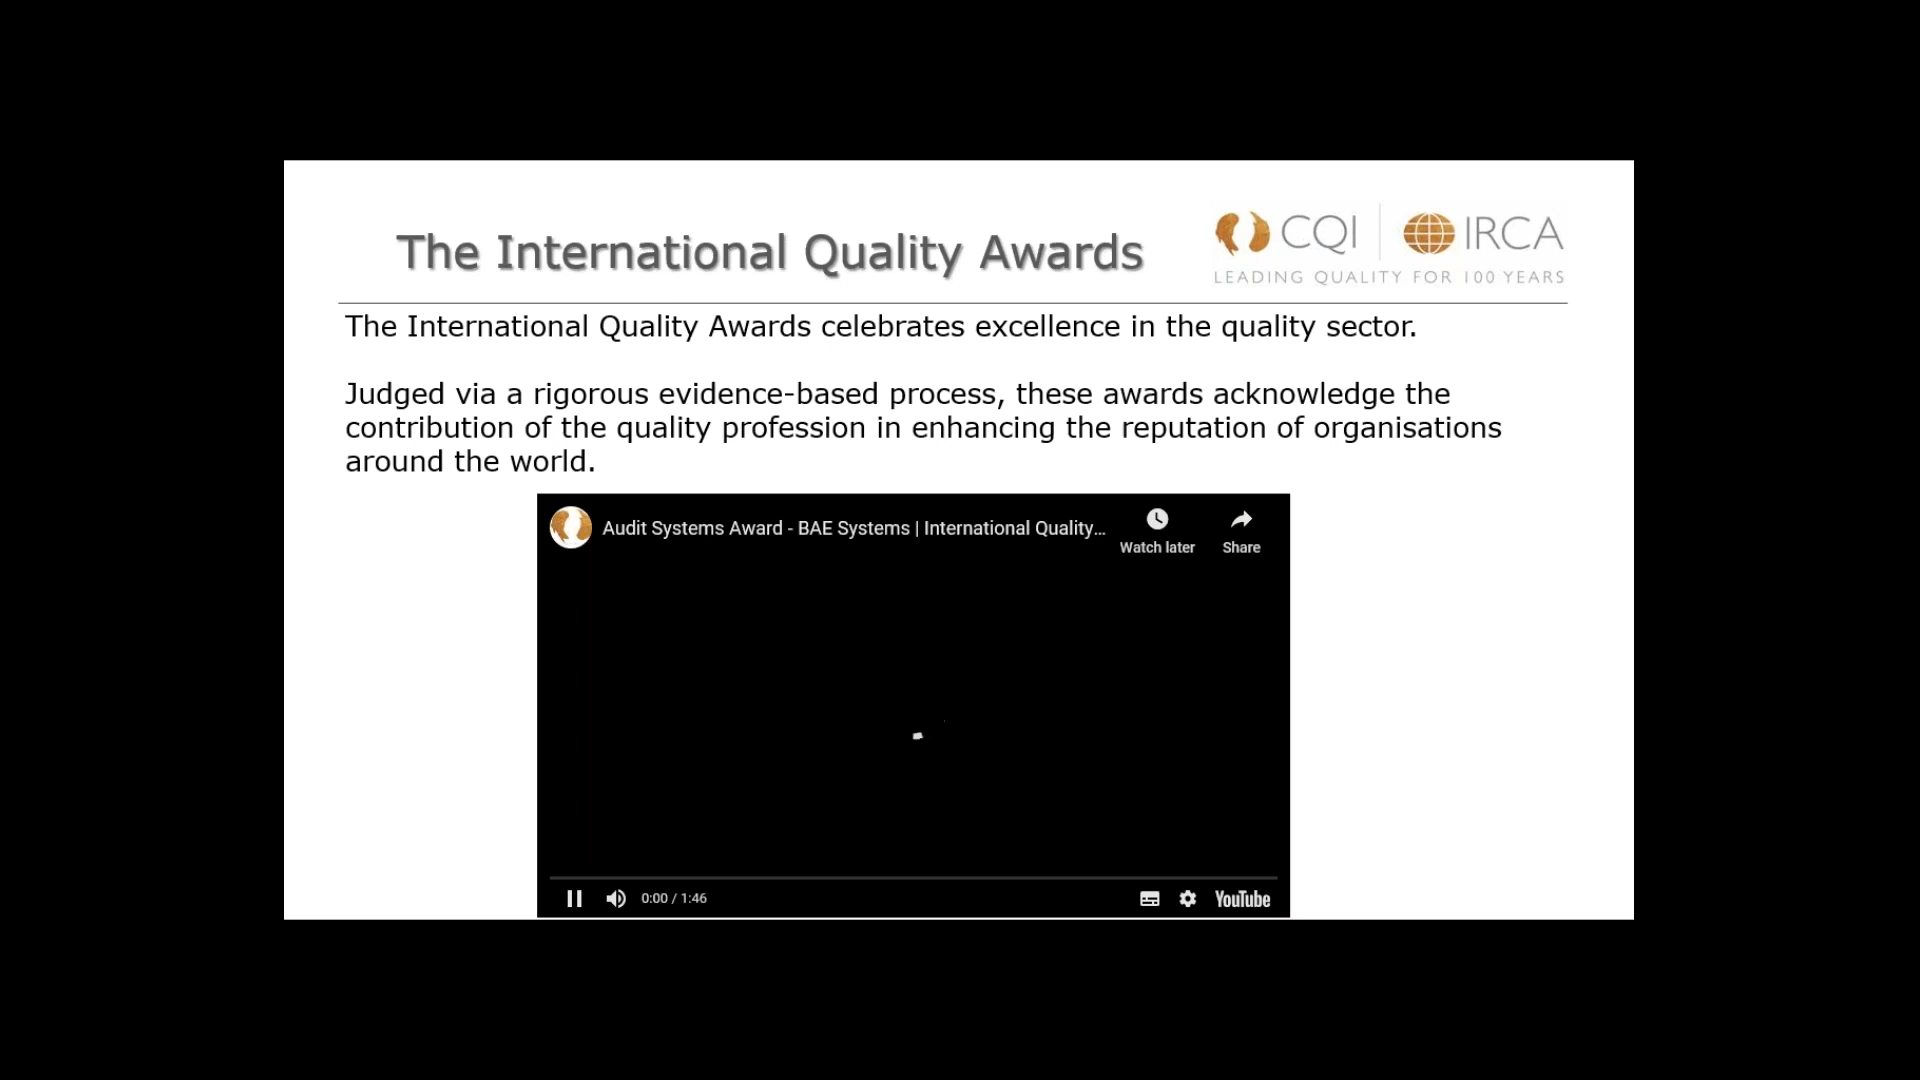 The International Quality Awards
CQI
IRCA
LEADING QUALITY FOR 100 YEARS
The International Quality Awards celebrates excellence in the quality sector.
Judged via a rigorous evidence-based process, these awards acknowledge the
contribution of the quality profession in enhancing the reputation of organisations
around the world.
Audit Systems Award - BAE Systems | International Quality...
Watch later
Share
0:00 / 1:46
YouTube